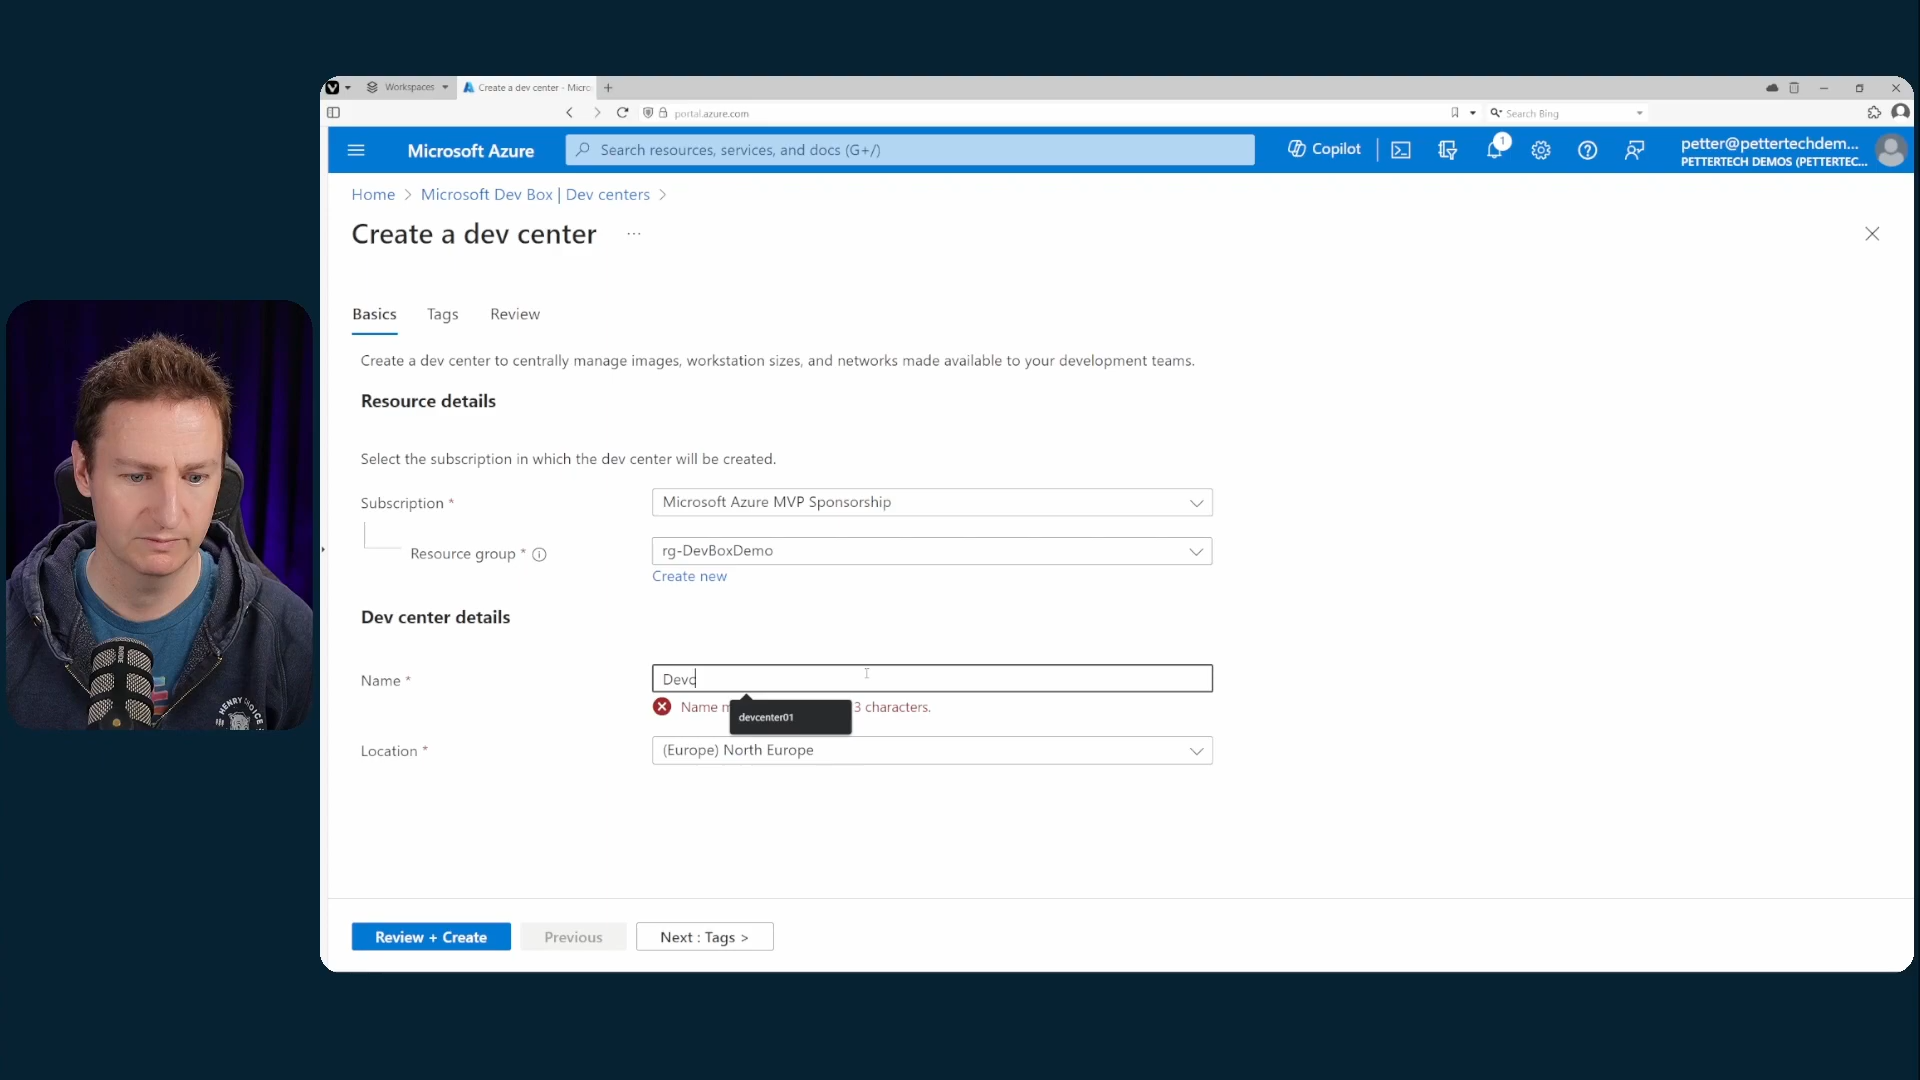 Workspaces
Create a dev center - Micro
portal.azure.com
Search Bing
Microsoft Azure
Search resources, services, and docs (G+/)
Copilot
1
petter@pettertechdem...
PETTERTECH DEMOS (PETTERTEC...
Home > Microsoft Dev Box | Dev centers >
Create a dev center ...
Basics Tags Review
Create a dev center to centrally manage images, workstation sizes, and networks made available to your development teams.
Resource details
Select the subscription in which the dev center will be created.
Subscription *
Microsoft Azure MVP Sponsorship
Resource group *
rg-DevBoxDemo
Create new
Dev center details
Name *
Devc
Name
3 characters.
devcenter01
Location *
(Europe) North Europe
Review + Create
Previous
Next : Tags >
RODE
HENRY CHOICE